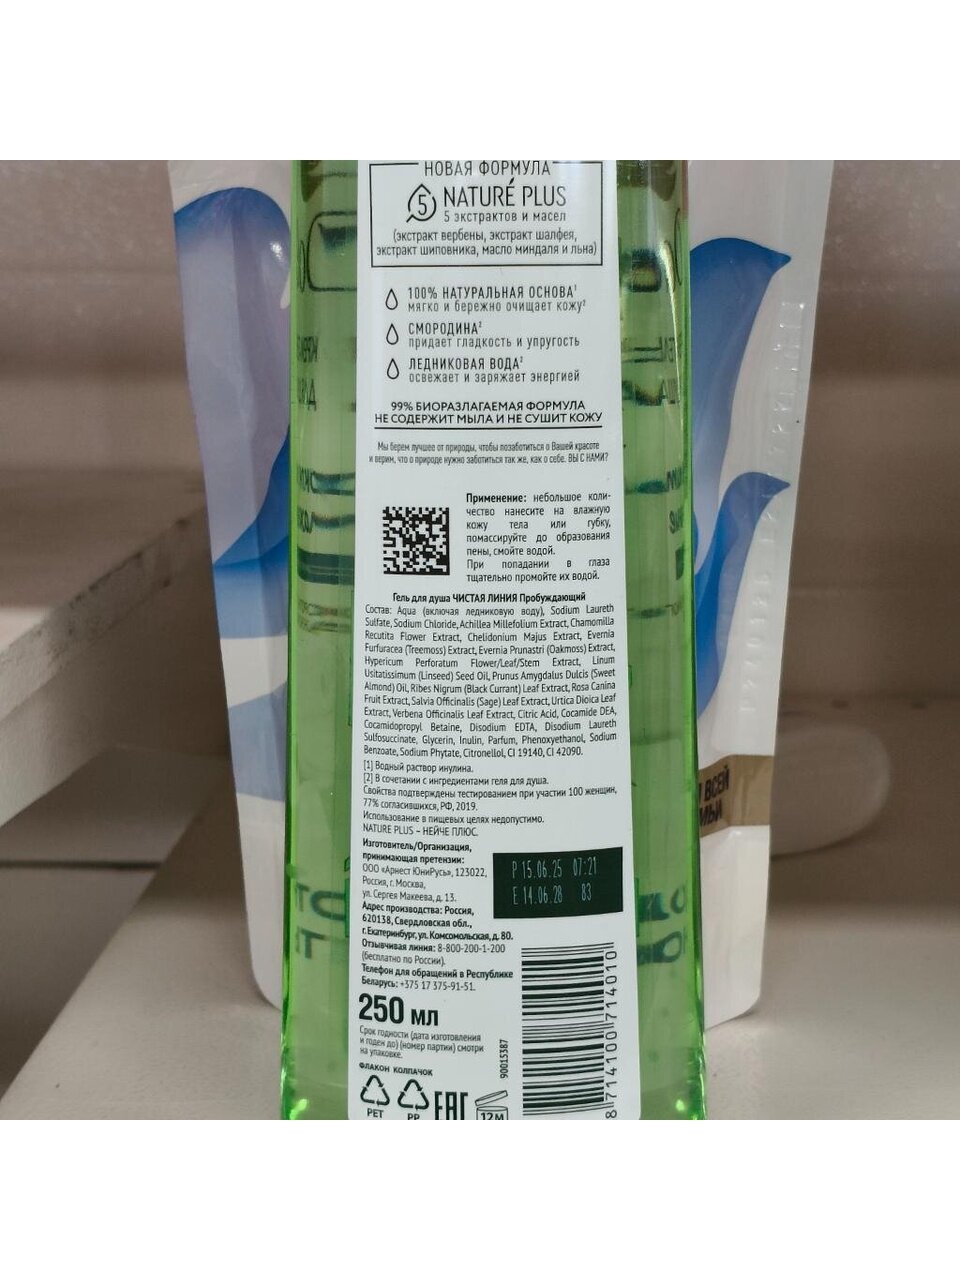 НОВАЯ ФОРМУЛА
5 NATURÉ PLUS
5 экстрактов и масел
(экстракт вербены, экстракт шалфея,
экстракт шиповника, масло миндаля и льна)
100% НАТУРАЛЬНАЯ ОСНОВА¹
мягко и бережно очищает кожу²
СМОРОДИНА²
придает гладкость и упругость
ЛЕДНИКОВАЯ ВОДА²
освежает и заряжает энергией
99% БИОРАЗЛАГАЕМАЯ ФОРМУЛА
НЕ СОДЕРЖИТ МЫЛА И НЕ СУШИТ КОЖУ
Мы берем лучшее от природы, чтобы позаботиться о Вашей красоте
и верим, что о природе нужно заботиться так же, как о себе. ВЫ С НАМИ?
Применение: небольшое коли-
чество нанесите на влажную
кожу тела или губку,
помассируйте до образования
пены, смойте водой.
При попадании в глаза
тщательно промойте их водой.
Гель для душа ЧИСТАЯ ЛИНИЯ Пробуждающий
Состав: Aqua (включая ледниковую воду), Sodium Laureth
Sulfate, Sodium Chloride, Achillea Millefolium Extract, Chamomilla
Recutita Flower Extract, Chelidonium Majus Extract, Evernia
Furfuracea (Treemoss) Extract, Evernia Prunastri (Oakmoss) Extract,
Hypericum Perforatum Flower/Leaf/Stem Extract, Linum
Usitatissimum (Linseed) Seed Oil, Prunus Amygdalus Dulcis (Sweet
Almond) Oil, Ribes Nigrum (Black Currant) Leaf Extract, Rosa Canina
Fruit Extract, Salvia Officinalis (Sage) Leaf Extract, Urtica Dioica Leaf
Extract, Verbena Officinalis Leaf Extract, Citric Acid, Cocamide DEA,
Cocamidopropyl Betaine, Disodium EDTA, Disodium Laureth
Sulfosuccinate, Glycerin, Inulin, Parfum, Phenoxyethanol, Sodium
Benzoate, Sodium Phytate, Citronellol, CI 19140, CI 42090.
[1] Водный раствор инулина.
[2] В сочетании с ингредиентами геля для душа.
Свойства подтверждены тестированием при участии 100 женщин,
77% согласившихся, РФ, 2019.
Использование в пищевых целях недопустимо.
NATURE PLUS – НЕЙЧЕ ПЛЮС.
Изготовитель/Организация,
принимающая претензии:
ООО «Арнест ЮниРусь», 123022,
Россия, г. Москва,
ул. Сергея Макеева, д. 13.
Адрес производства: Россия,
620138, Свердловская обл.,
г. Екатеринбург, ул. Комсомольская, д. 80.
Отзывчивая линия: 8-800-200-1-200
(бесплатно по России).
Телефон для обращений в Республике
Беларусь: +375 17 375-91-51.
P 15.06.25 07:21
E 14.06.28 83
250 мл
Срок годности (дата изготовления
и годен до) (номер партии) смотри
на упаковке.
ФЛАКОН КОЛПАЧОК
PET PP EAC 12M
90015387
8 714100 714010
И ВСЕЙ